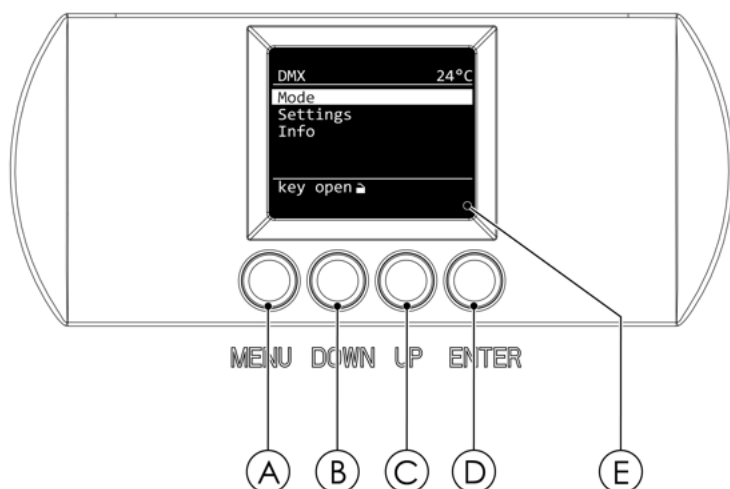 DMX 24°C
Mode
Settings
Info
key open
MENU DOWN UP ENTER
A B C D E